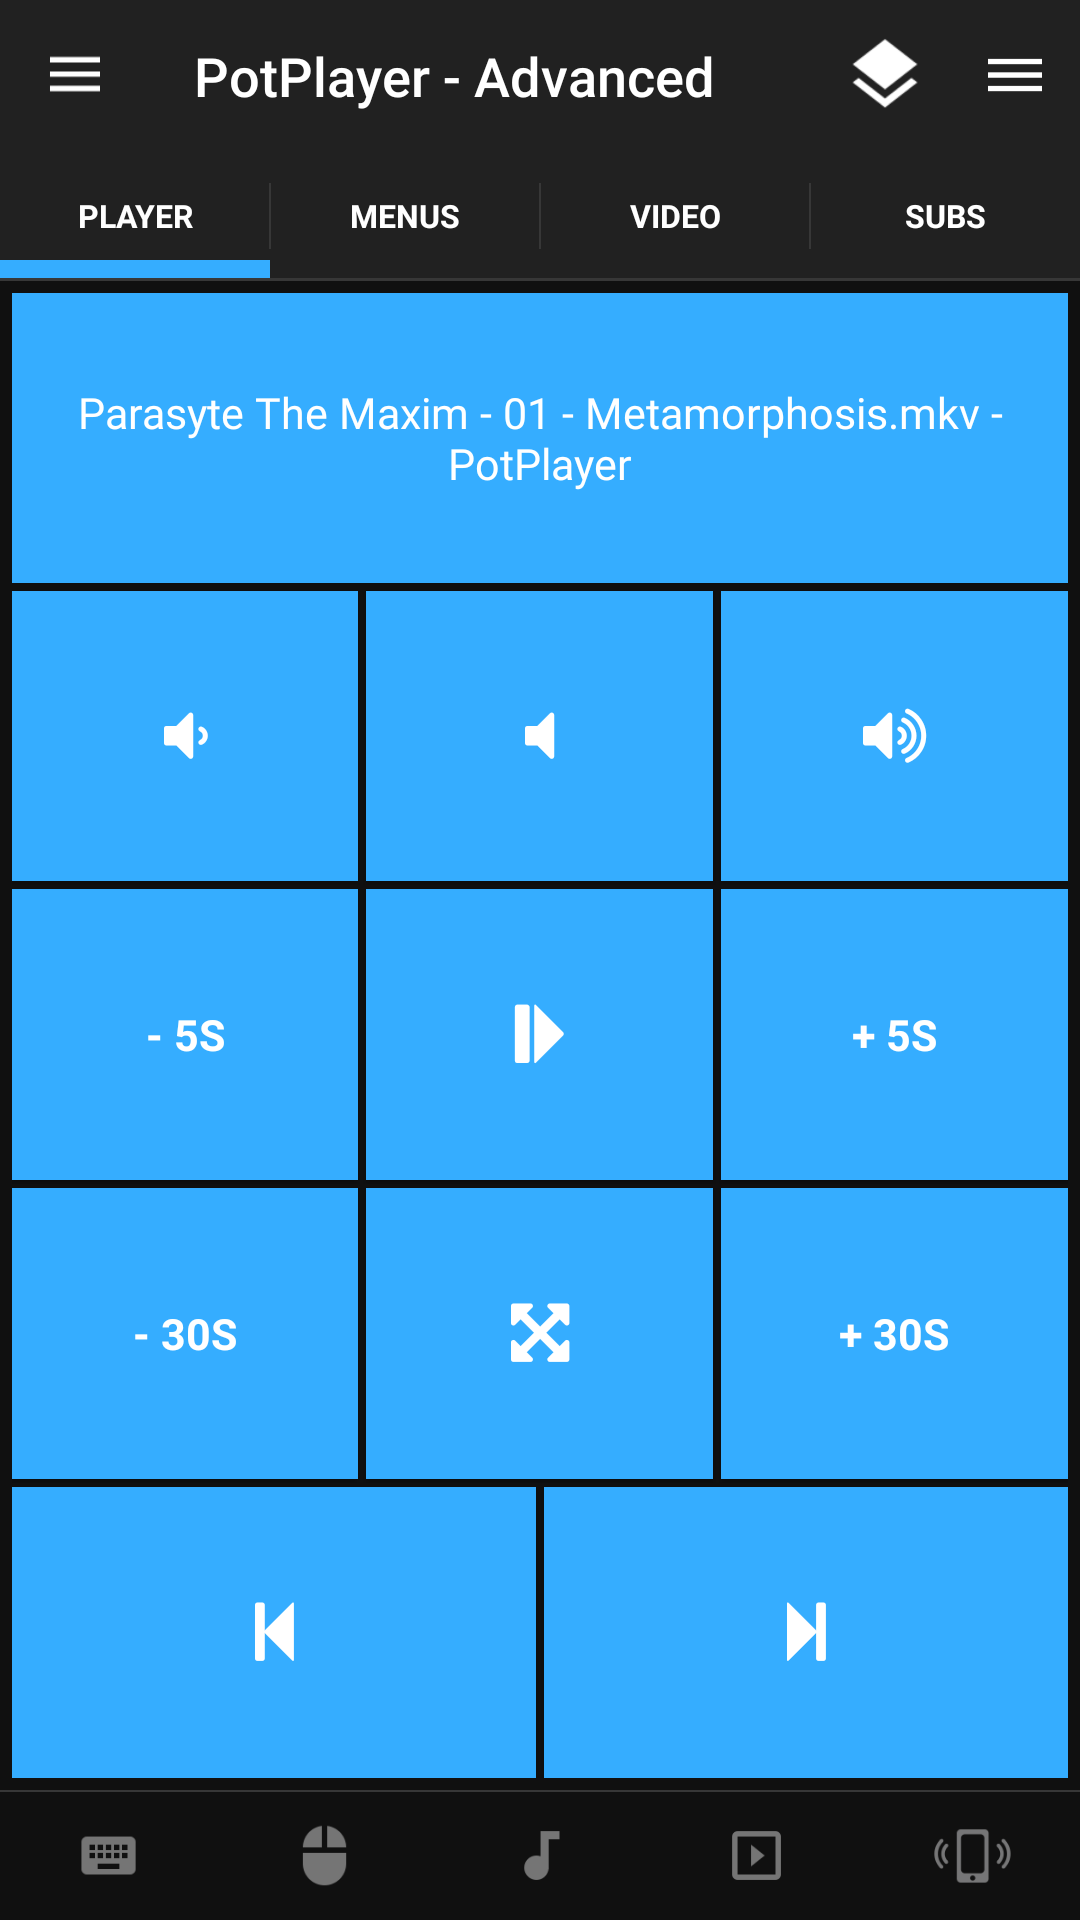 PotPlayer - Advanced
PLAYER
MENUS
VIDEO
SUBS
Parasyte The Maxim - 01 - Metamorphosis.mkv -
PotPlayer
- 5S
+ 5S
- 30S
+ 30S